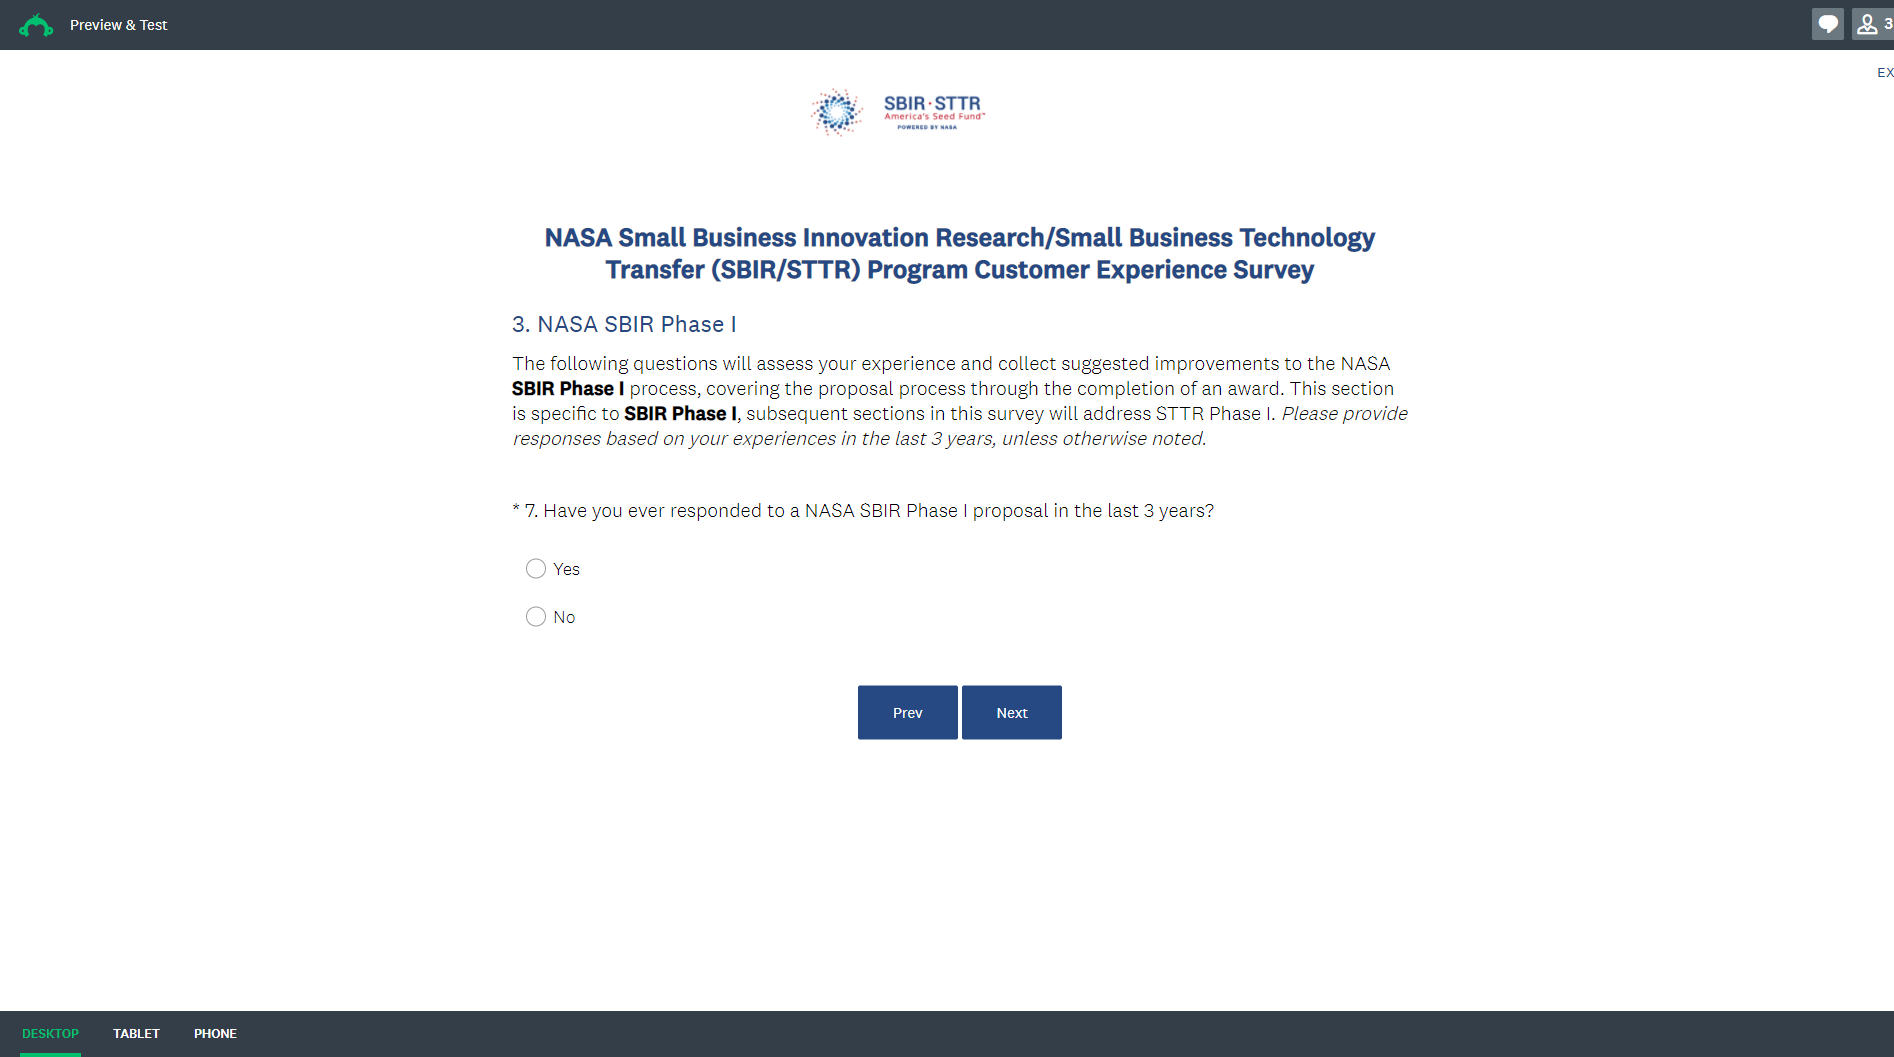 Preview & Test
3
EX
SBIR·STTR
America's Seed Fund™
POWERED BY NASA
NASA Small Business Innovation Research/Small Business Technology
Transfer (SBIR/STTR) Program Customer Experience Survey
3. NASA SBIR Phase I
The following questions will assess your experience and collect suggested improvements to the NASA
SBIR Phase I process, covering the proposal process through the completion of an award. This section
is specific to SBIR Phase I, subsequent sections in this survey will address STTR Phase I. Please provide
responses based on your experiences in the last 3 years, unless otherwise noted.
* 7. Have you ever responded to a NASA SBIR Phase I proposal in the last 3 years?
Yes
No
Prev Next
DESKTOP TABLET PHONE